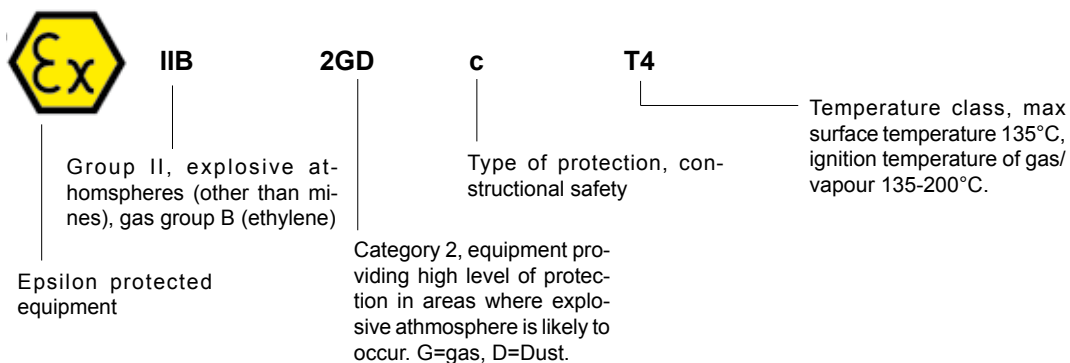 Ex
IIB 2GD c T4
Group II, explosive at-
homspheres (other than mi-
nes), gas group B (ethylene)
Type of protection, con-
structional safety
Temperature class, max
surface temperature 135°C,
ignition temperature of gas/
vapour 135-200°C.
Epsilon protected
equipment
Category 2, equipment pro-
viding high level of protec-
tion in areas where explo-
sive athmosphere is likely to
occur. G=gas, D=Dust.